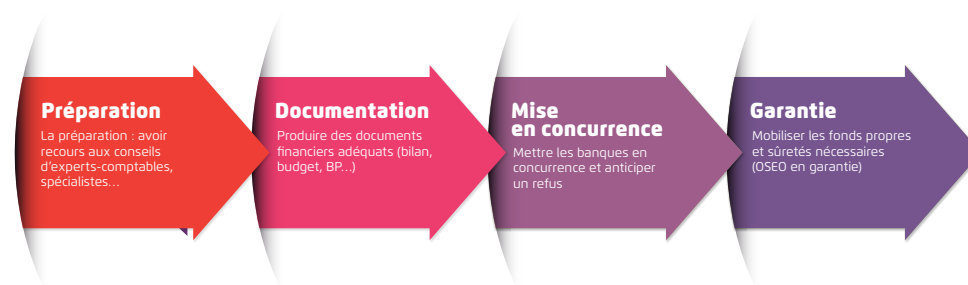 Préparation
La préparation : avoir
recours aux conseils
d'experts-comptables,
spécialistes...
Documentation
Produire des documents
financiers adéquats (bilan,
budget, BP...)
Mise
en concurrence
Mettre les banques en
concurrence et anticiper
un refus
Garantie
Mobiliser les fonds propres
et sûretés nécessaires
(OSEO en garantie)